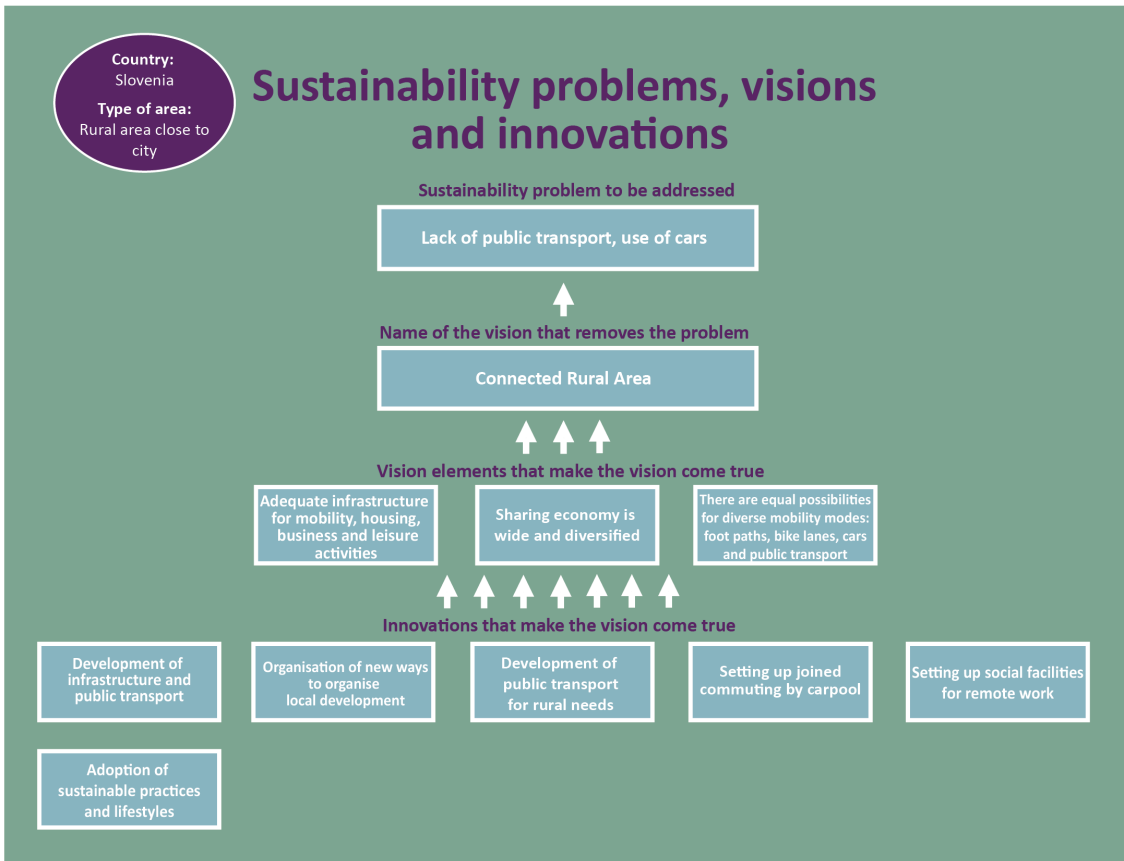 Country:
Slovenia
Type of area:
Rural area close to
city
Sustainability problems, visions
and innovations
Sustainability problem to be addressed
Lack of public transport, use of cars
Name of the vision that removes the problem
Connected Rural Area
Vision elements that make the vision come true
Adequate infrastructure
for mobility, housing,
business and leisure
activities
Sharing economy is
wide and diversified
There are equal possibilities
for diverse mobility modes:
foot paths, bike lanes, cars
and public transport
Innovations that make the vision come true
Development of
infrastructure and
public transport
Organisation of new ways
to organise
local development
Development of
public transport
for rural needs
Setting up joined
commuting by carpool
Setting up social facilities
for remote work
Adoption of
sustainable practices
and lifestyles